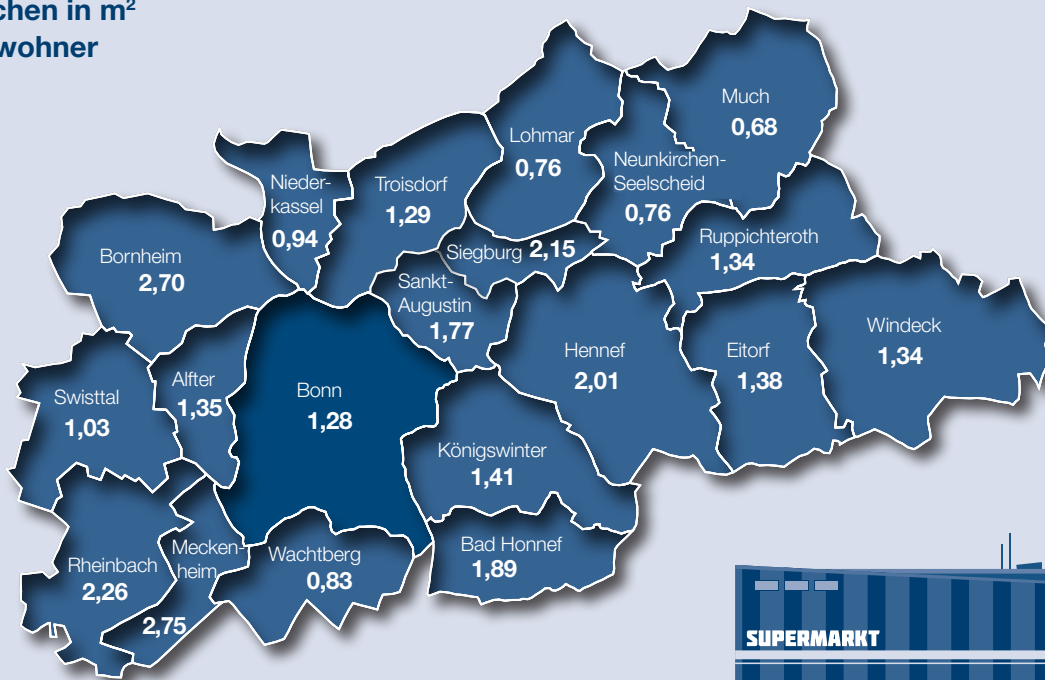 chen in m²
wohner
Much
0,68
Lohmar
0,76
Neunkirchen-
Seelscheid
0,76
Nieder-
kassel
0,94
Troisdorf
1,29
Siegburg 2,15
Ruppichteroth
1,34
Bornheim
2,70
Sankt-
Augustin
1,77
Windeck
1,34
Hennef
2,01
Eitorf
1,38
Swisttal
1,03
Alfter
1,35
Bonn
1,28
Königswinter
1,41
Rheinbach
2,26
Mecken-
heim
2,75
Wachtberg
0,83
Bad Honnef
1,89
SUPERMARKT